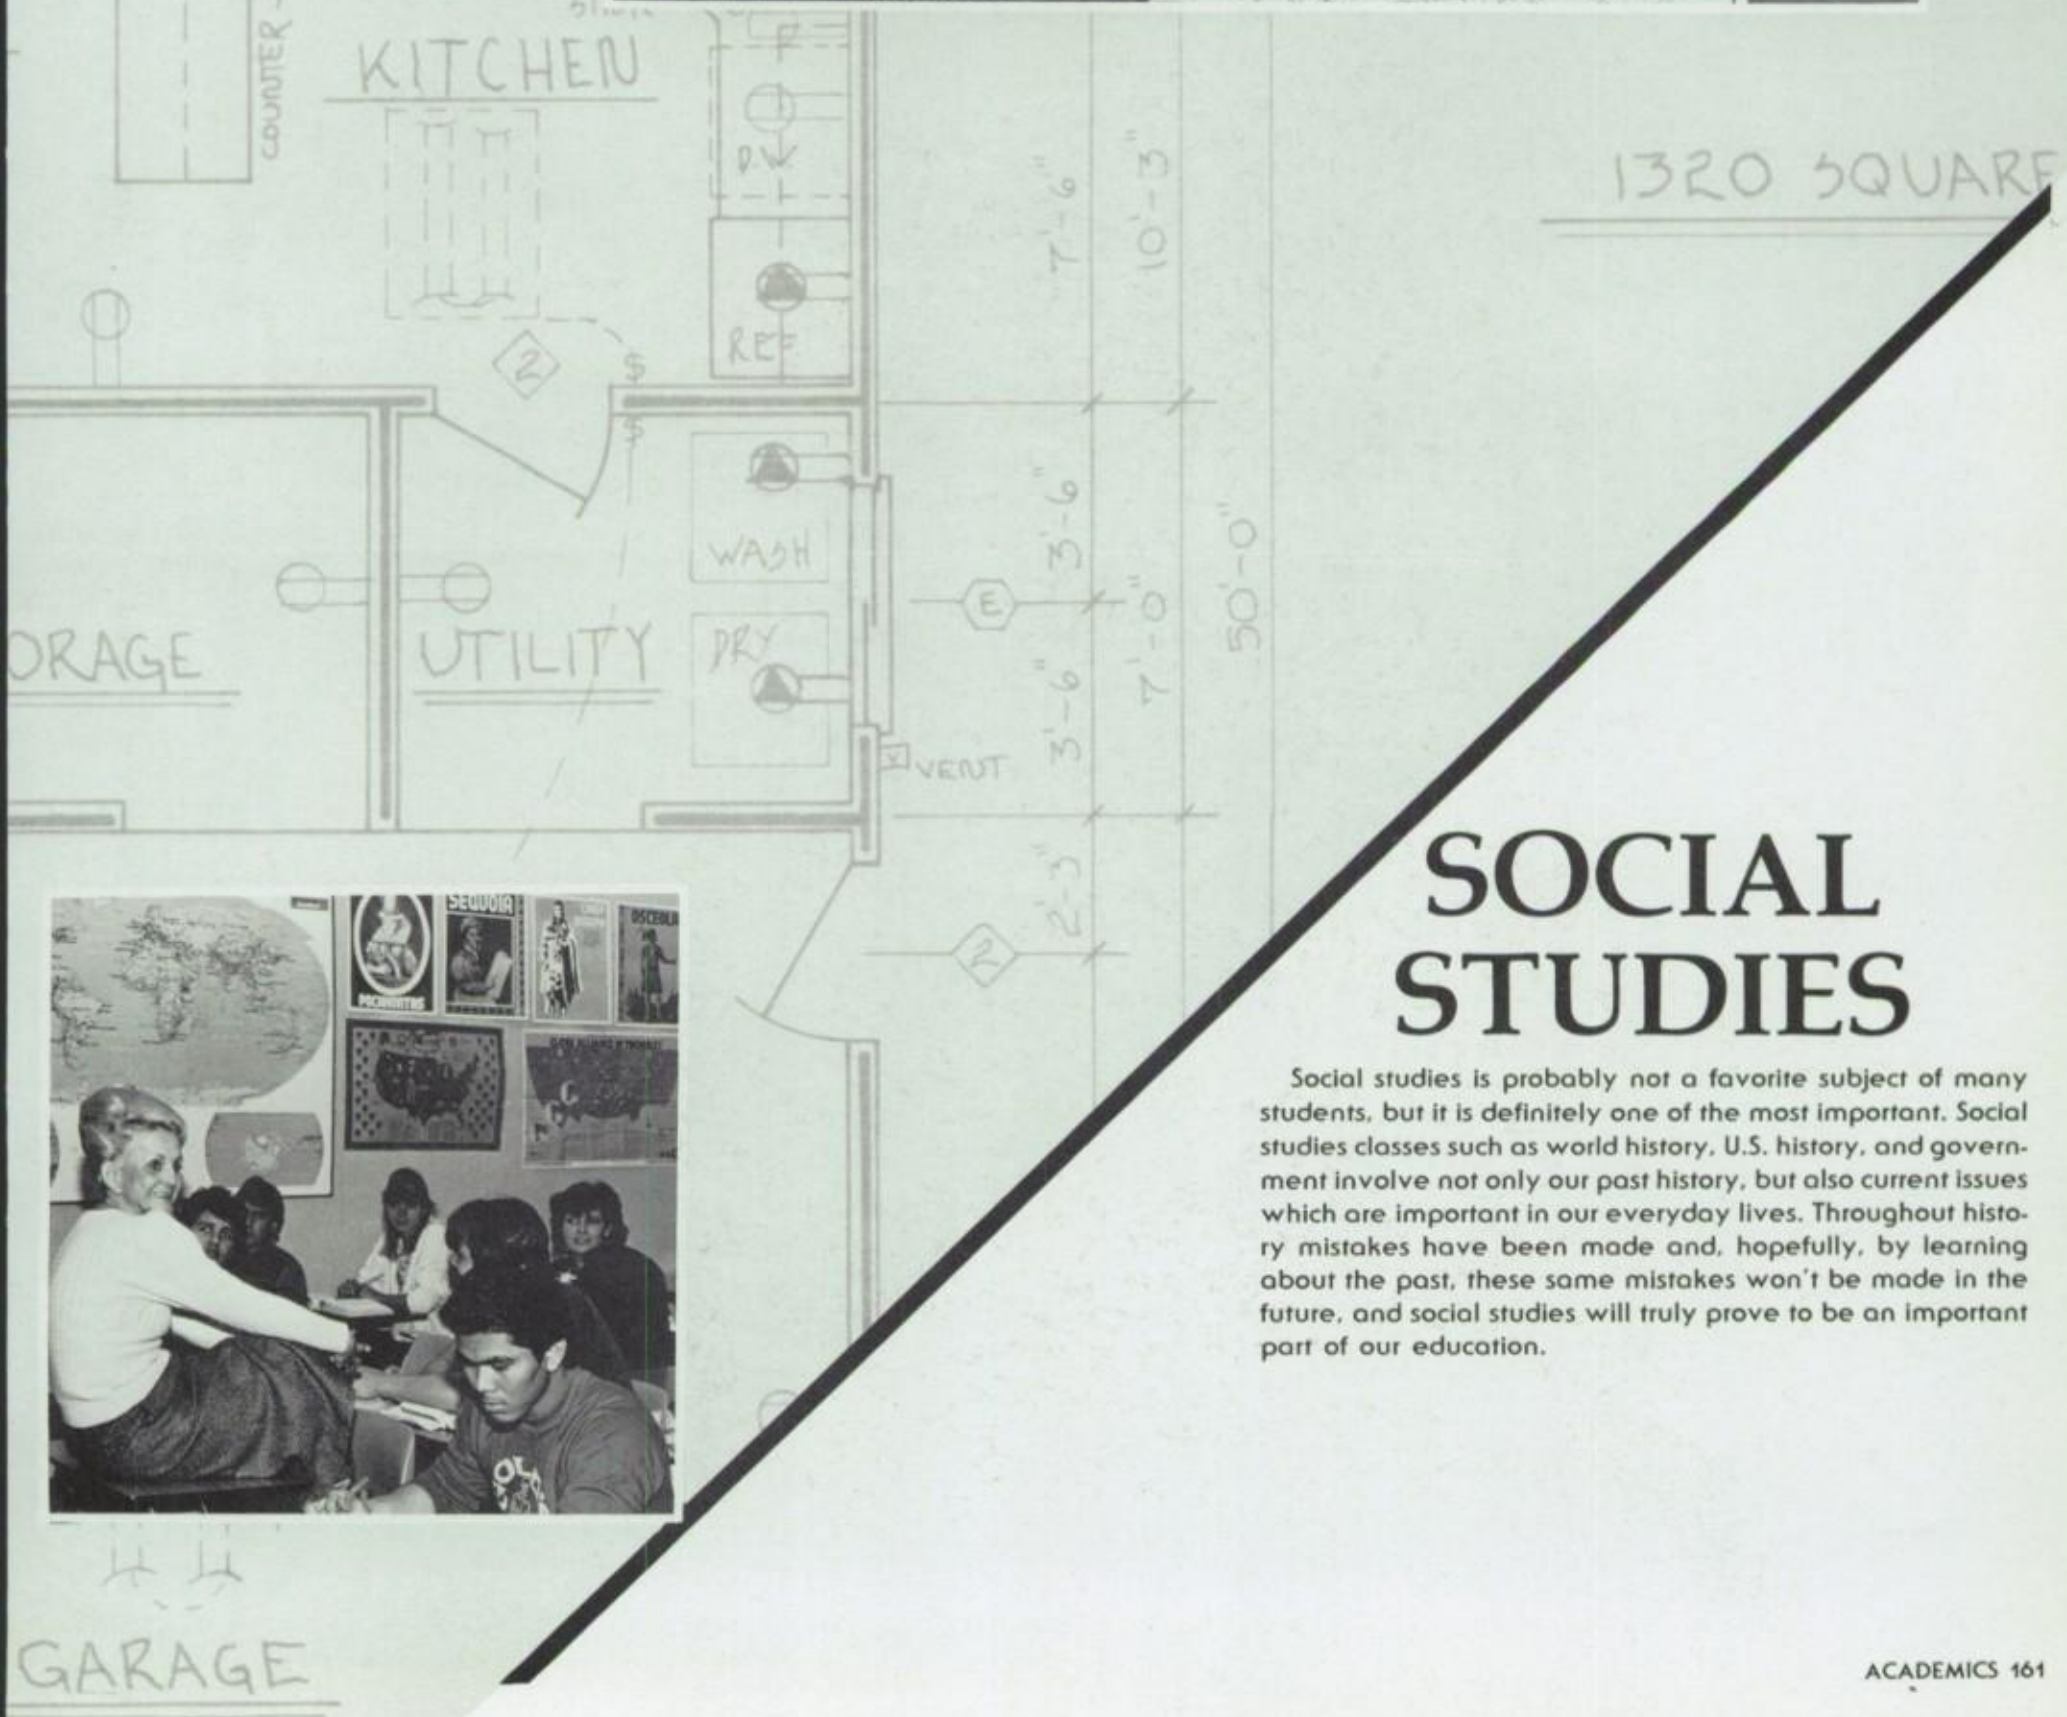 COUNTER
KITCHEN
D.W.
REF
1320 SQUARE
7'-6"
10'-3"
2
WASH
DRY
ORAGE
UTILITY
E
3'-6"
3'-6"
7'-0"
50'-0"
VENT
2'-3"
2
SEQUOIA
OSCEOLA
POCAHONTAS
SOCIAL
STUDIES
Social studies is probably not a favorite subject of many
students, but it is definitely one of the most important. Social
studies classes such as world history, U.S. history, and govern-
ment involve not only our past history, but also current issues
which are important in our everyday lives. Throughout histo-
ry mistakes have been made and, hopefully, by learning
about the past, these same mistakes won't be made in the
future, and social studies will truly prove to be an important
part of our education.
GARAGE
ACADEMICS 161